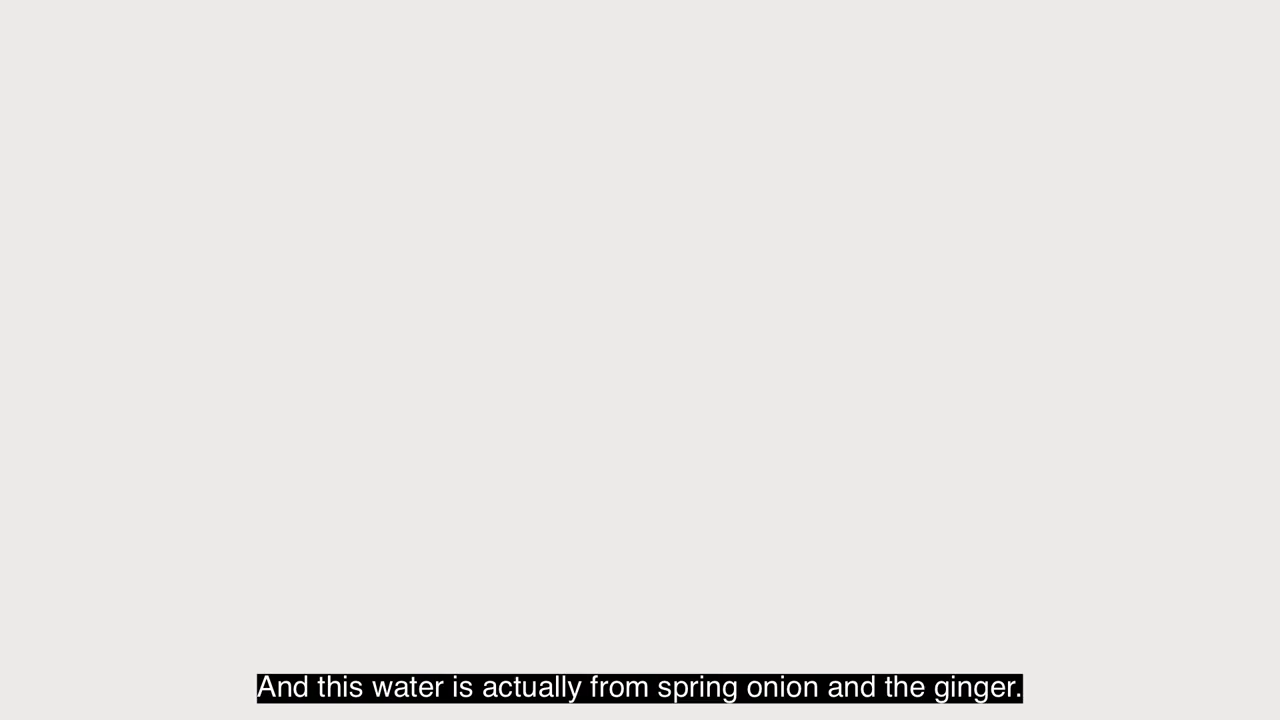 And this water is actually from spring onion and the ginger.